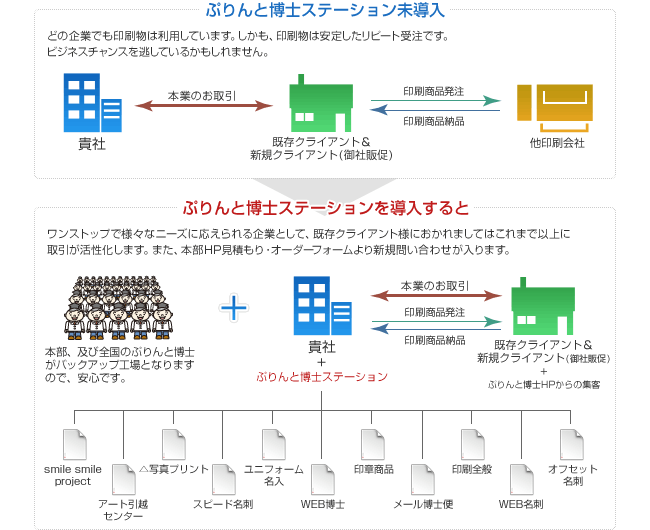 ぷりんと博士ステーション未導入
どの企業でも印刷物は利用しています。しかも、印刷物は安定したリピート受注です。
ビジネスチャンスを逃しているかもしれません。
本業のお取引
印刷商品発注
印刷商品納品
貴社
既存クライアント&
新規クライアント(御社販促)
他印刷会社
ぷりんと博士ステーションを導入すると
ワンストップで様々なニーズに応えられる企業として、既存クライアント様におかれましてはこれまで以上に
取引が活性化します。また、本部HP見積もり・オーダーフォームより新規問い合わせが入ります。
本部、及び全国のぷりんと博士
がバックアップ工場となります
ので、安心です。
+
本業のお取引
印刷商品発注
印刷商品納品
貴社
+
ぷりんと博士ステーション
既存クライアント&
新規クライアント(御社販促)
+
ぷりんと博士HPからの集客
smile smile
project
アート引越
センター
△写真プリント
スピード名刺
ユニフォーム
名入
WEB博士
印章商品
メール博士便
印刷全般
WEB名刺
オフセット
名刺